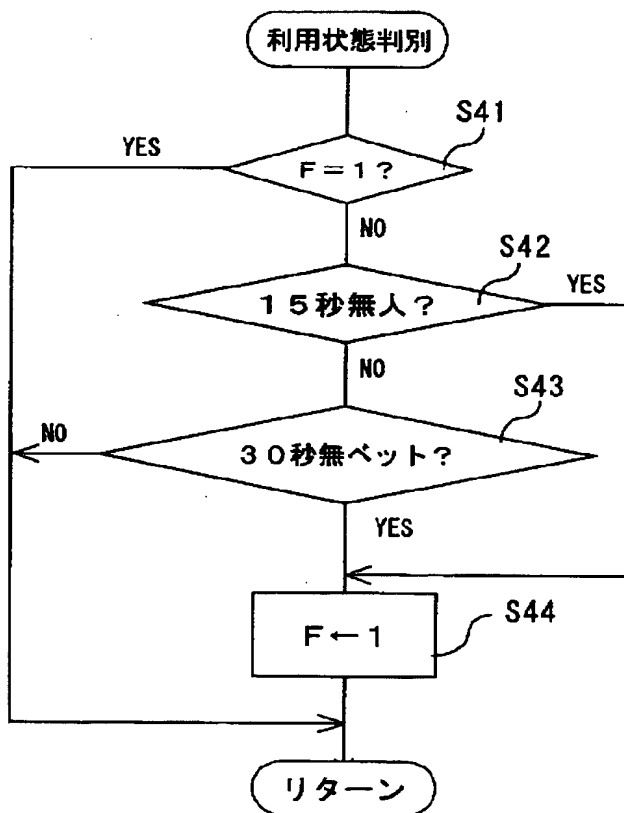 利用状態判別
S41
YES
F=1?
NO
S42
15秒無人?
YES
NO
S43
NO
30秒無ベット?
YES
S44
F←1
リターン